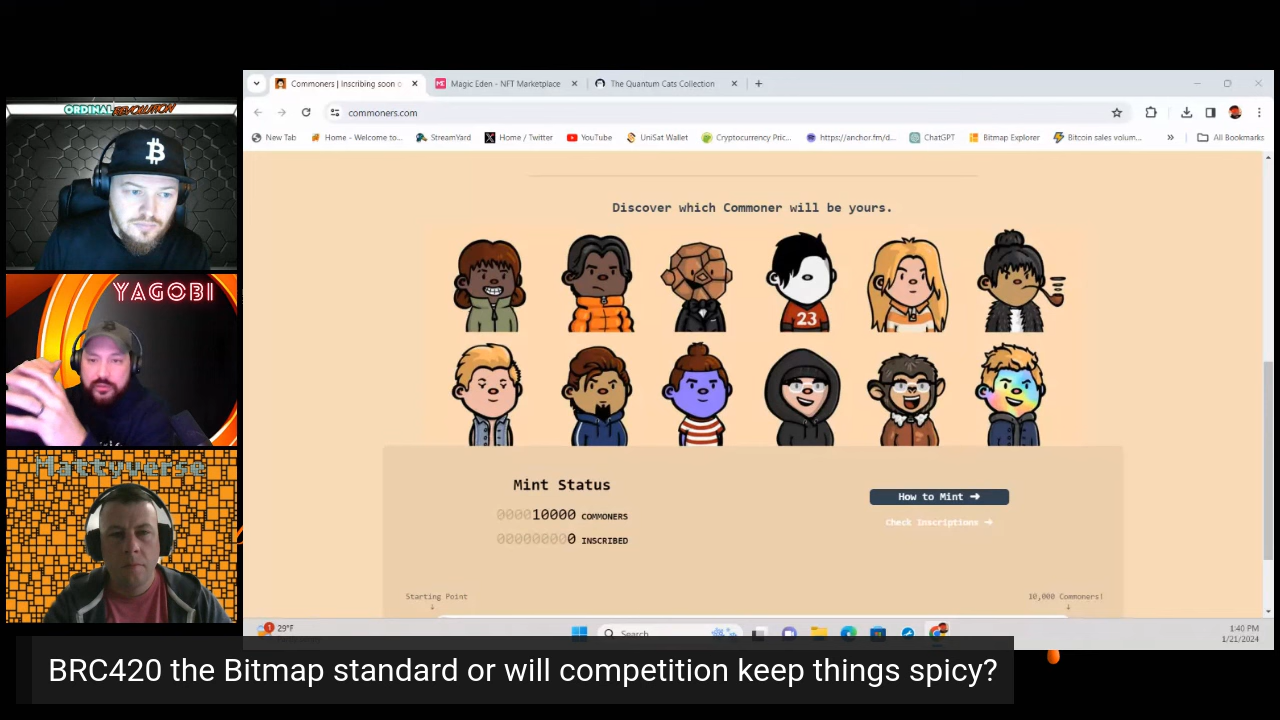 ORDINAL REVOLUTION
YAGOBI
Mattyverse
Commoners | Inscribing soon o
Magic Eden - NFT Marketplace
The Quantum Cats Collection
commoners.com
New Tab
Home - Welcome to...
StreamYard
Home / Twitter
YouTube
UniSat Wallet
Cryptocurrency Pric...
https://anchor.fm/d...
ChatGPT
Bitmap Explorer
Bitcoin sales volum...
All Bookmarks
Discover which Commoner will be yours.
23
Mint Status
000010000 COMMONERS
000000000 INSCRIBED
How to Mint →
Check Inscriptions →
Starting Point
↓
10,000 Commoners!
↓
1
29°F
Search
1:40 PM
1/21/2024
BRC420 the Bitmap standard or will competition keep things spicy?